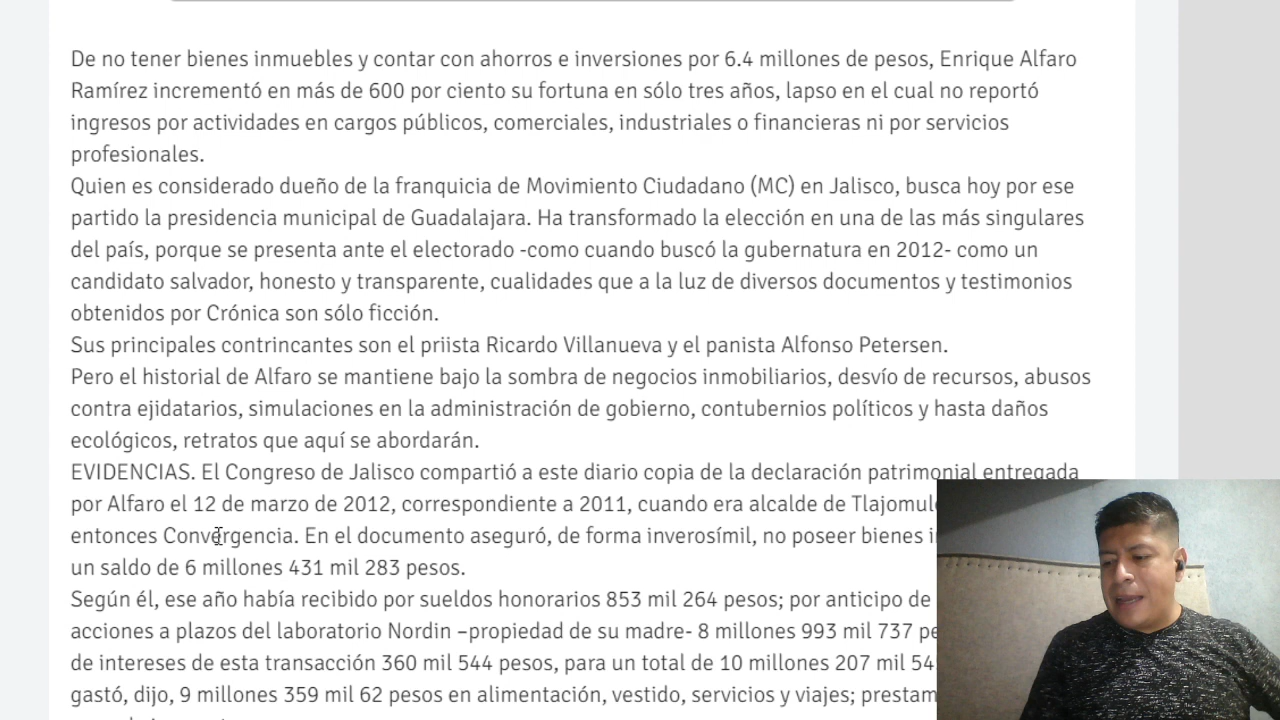 De no tener bienes inmuebles y contar con ahorros e inversiones por 6.4 millones de pesos, Enrique Alfaro
Ramírez incrementó en más de 600 por ciento su fortuna en sólo tres años, lapso en el cual no reportó
ingresos por actividades en cargos públicos, comerciales, industriales o financieras ni por servicios
profesionales.
Quien es considerado dueño de la franquicia de Movimiento Ciudadano (MC) en Jalisco, busca hoy por ese
partido la presidencia municipal de Guadalajara. Ha transformado la elección en una de las más singulares
del país, porque se presenta ante el electorado -como cuando buscó la gubernatura en 2012- como un
candidato salvador, honesto y transparente, cualidades que a la luz de diversos documentos y testimonios
obtenidos por Crónica son sólo ficción.
Sus principales contrincantes son el priista Ricardo Villanueva y el panista Alfonso Petersen.
Pero el historial de Alfaro se mantiene bajo la sombra de negocios inmobiliarios, desvío de recursos, abusos
contra ejidatarios, simulaciones en la administración de gobierno, contubernios políticos y hasta daños
ecológicos, retratos que aquí se abordarán.
EVIDENCIAS. El Congreso de Jalisco compartió a este diario copia de la declaración patrimonial entregada
por Alfaro el 12 de marzo de 2012, correspondiente a 2011, cuando era alcalde de
entonces Convergencia. En el documento aseguró, de forma inverosímil, no poseer bienes
un saldo de 6 millones 431 mil 283 pesos.
Según él, ese año había recibido por sueldos honorarios 853 mil 264 pesos; por anticipo de
acciones a plazos del laboratorio Nordin –propiedad de su madre- 8 millones 993 mil 737
de intereses de esta transacción 360 mil 544 pesos, para un total de 10 millones 207 mil
gastó, dijo, 9 millones 359 mil 62 pesos en alimentación, vestido, servicios y viajes;